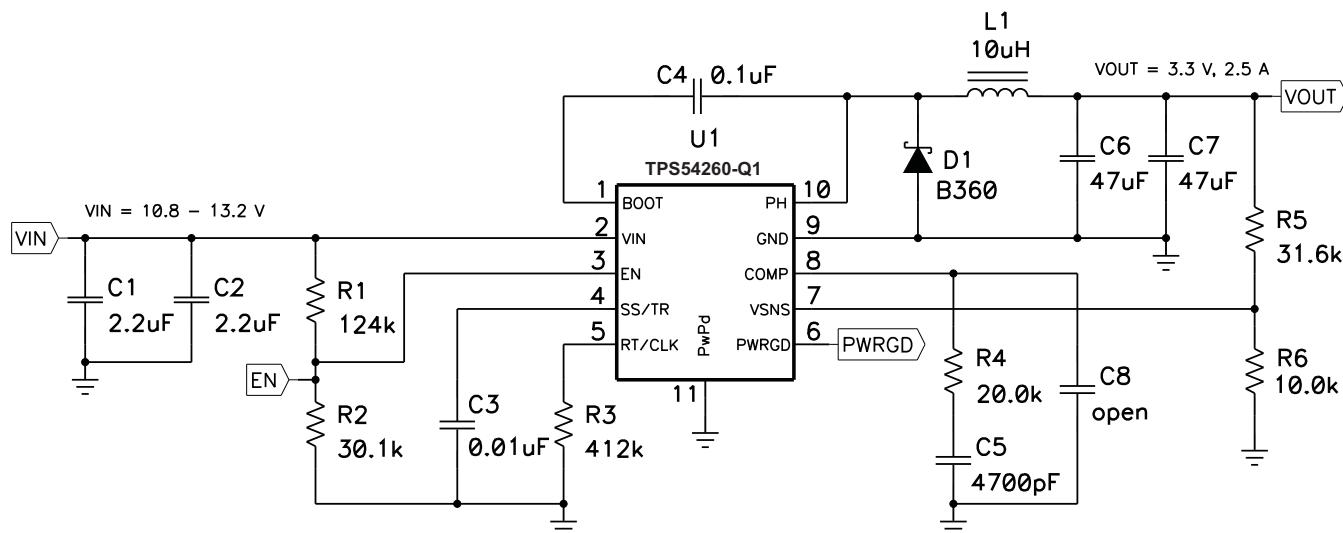 L1
10uH
C4 0.1uF
VOUT = 3.3 V, 2.5 A
VOUT
U1
TPS54260-Q1
C6
47uF
C7
47uF
D1
B360
1
BOOT
PH
10
VIN = 10.8 – 13.2 V
VIN
2
VIN
GND
9
3
EN
COMP
8
4
SS/TR
VSNS
7
5
RT/CLK
PwPd
PWRGD
6
PWRGD
11
R5
31.6k
C1
2.2uF
C2
2.2uF
R1
124k
EN
R2
30.1k
C3
0.01uF
R3
412k
R4
20.0k
C8
open
R6
10.0k
C5
4700pF